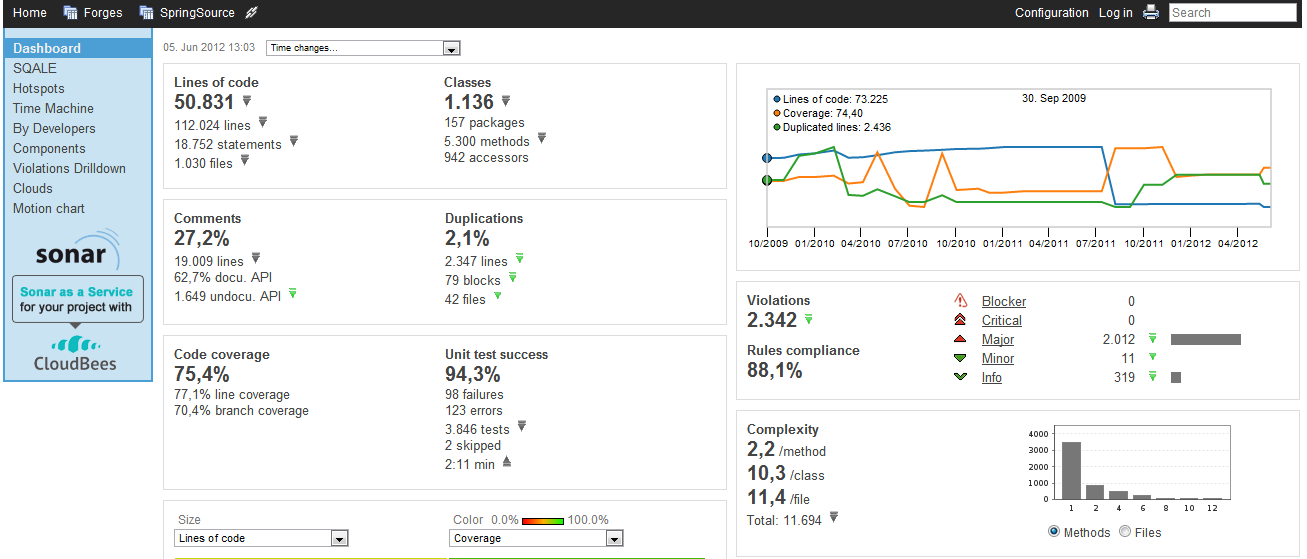 Home Forges SpringSource Configuration Log in Search
Dashboard
SQALE
Hotspots
Time Machine
By Developers
Components
Violations Drilldown
Clouds
Motion chart
sonar
Sonar as a Service
for your project with
CloudBees
05. Jun 2012 13:03 Time changes...
Lines of code
50.831
112.024 lines
18.752 statements
1.030 files
Classes
1.136
157 packages
5.300 methods
942 accessors
Comments
27,2%
19.009 lines
62,7% docu. API
1.649 undocu. API
Duplications
2,1%
2.347 lines
79 blocks
42 files
Code coverage
75,4%
77,1% line coverage
70,4% branch coverage
Unit test success
94,3%
98 failures
123 errors
3.846 tests
2 skipped
2:11 min
Size
Lines of code
Color 0.0% 100.0%
Coverage
Lines of code: 73.225 30. Sep 2009
Coverage: 74,40
Duplicated lines: 2.436
10/2009 01/2010 04/2010 07/2010 10/2010 01/2011 04/2011 07/2011 10/2011 01/2012 04/2012
Violations
2.342
Rules compliance
88,1%
Blocker 0
Critical 0
Major 2.012
Minor 11
Info 319
Complexity
2,2 /method
10,3 /class
11,4 /file
Total: 11.694
4000
3000
2000
1000
0
1 2 4 6 8 10 12
Methods Files